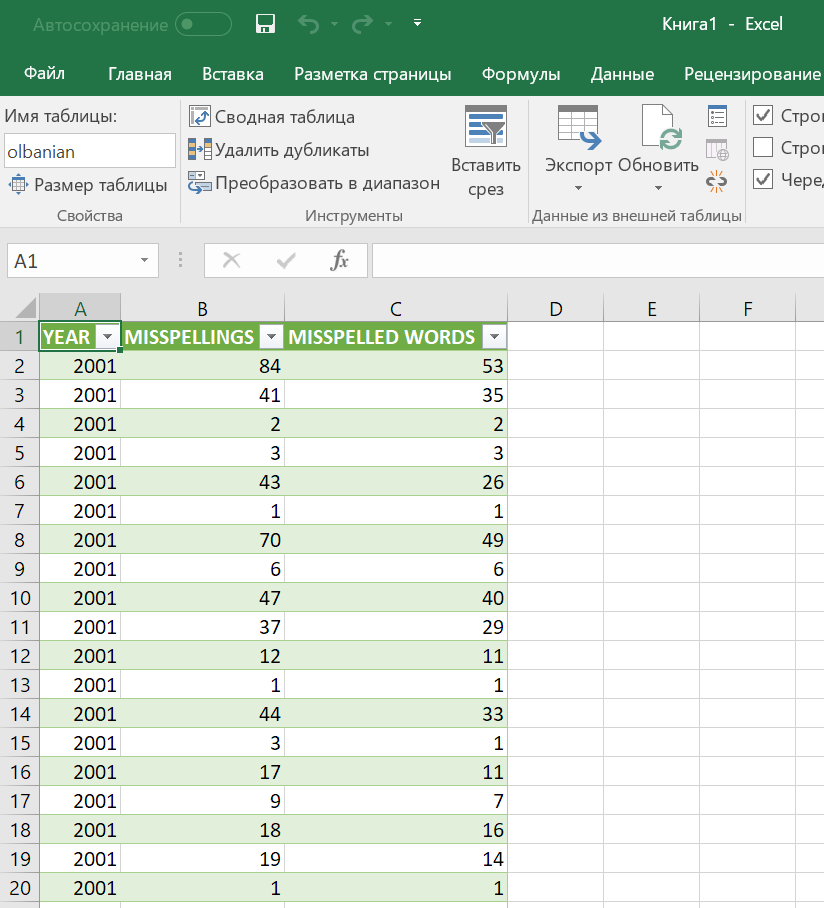 Автосохранение Книга1 - Excel
Файл Главная Вставка Разметка страницы Формулы Данные Рецензирование
Имя таблицы:
olbanian
Размер таблицы
Свойства
Сводная таблица
Удалить дубликаты
Преобразовать в диапазон
Инструменты
Вставить
срез
Экспорт Обновить
Данные из внешней таблицы
Стро
Стро
Черед
A1 fx
A B C D E F
1 YEAR MISSPELLINGS MISSPELLED WORDS
2 2001 84 53
3 2001 41 35
4 2001 2 2
5 2001 3 3
6 2001 43 26
7 2001 1 1
8 2001 70 49
9 2001 6 6
10 2001 47 40
11 2001 37 29
12 2001 12 11
13 2001 1 1
14 2001 44 33
15 2001 3 1
16 2001 17 11
17 2001 9 7
18 2001 18 16
19 2001 19 14
20 2001 1 1